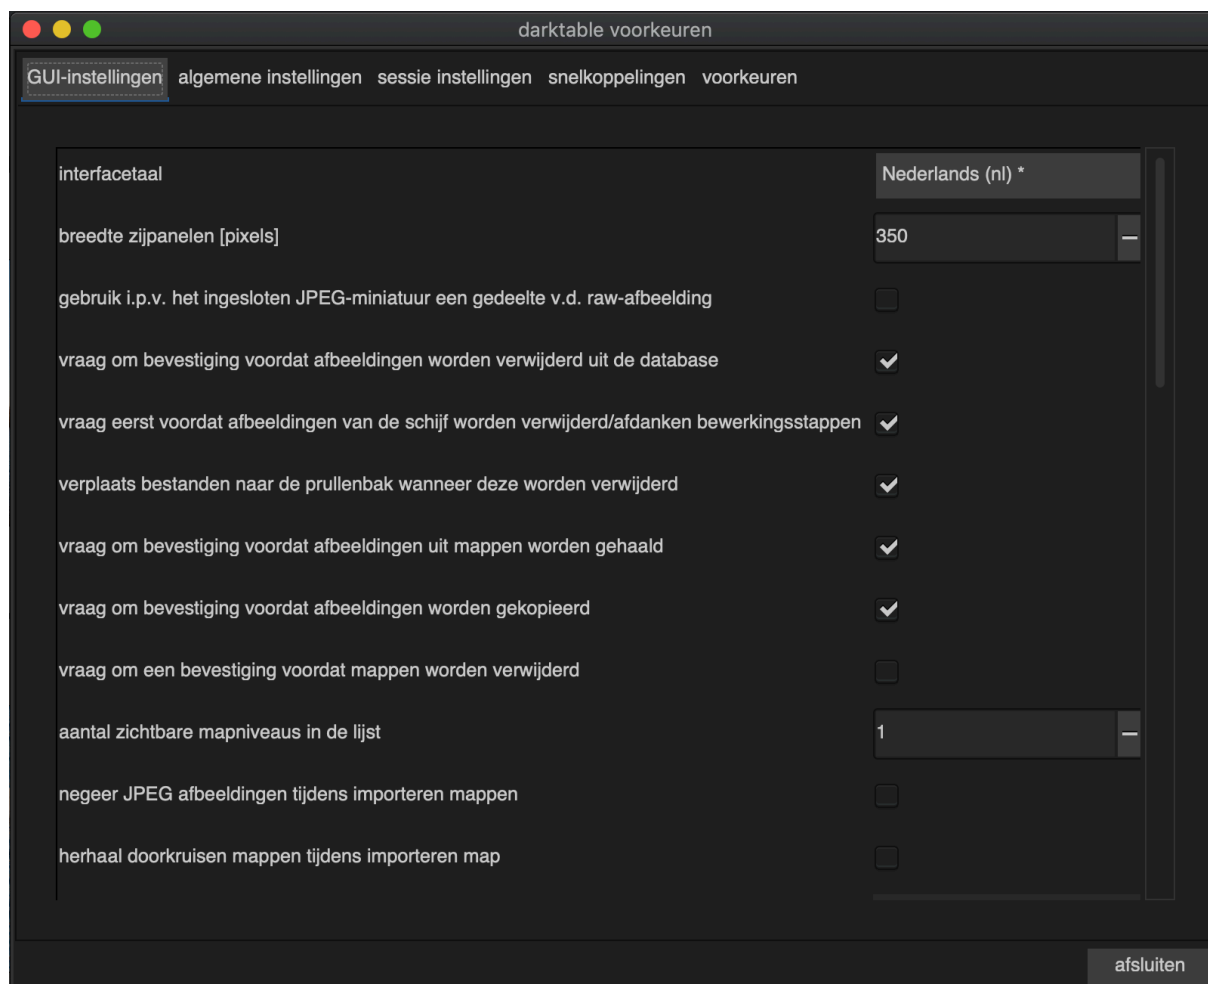 darktable voorkeuren
GUI-instellingen algemene instellingen sessie instellingen snelkoppelingen voorkeuren
interfacetaal Nederlands (nl) *
breedte zijpanelen [pixels] 350
gebruik i.p.v. het ingesloten JPEG-miniatuur een gedeelte v.d. raw-afbeelding
vraag om bevestiging voordat afbeeldingen worden verwijderd uit de database
vraag eerst voordat afbeeldingen van de schijf worden verwijderd/afdanken bewerkingsstappen
verplaats bestanden naar de prullenbak wanneer deze worden verwijderd
vraag om bevestiging voordat afbeeldingen uit mappen worden gehaald
vraag om bevestiging voordat afbeeldingen worden gekopieerd
vraag om een bevestiging voordat mappen worden verwijderd
aantal zichtbare mapniveaus in de lijst 1
negeer JPEG afbeeldingen tijdens importeren mappen
herhaal doorkruisen mappen tijdens importeren map
afsluiten